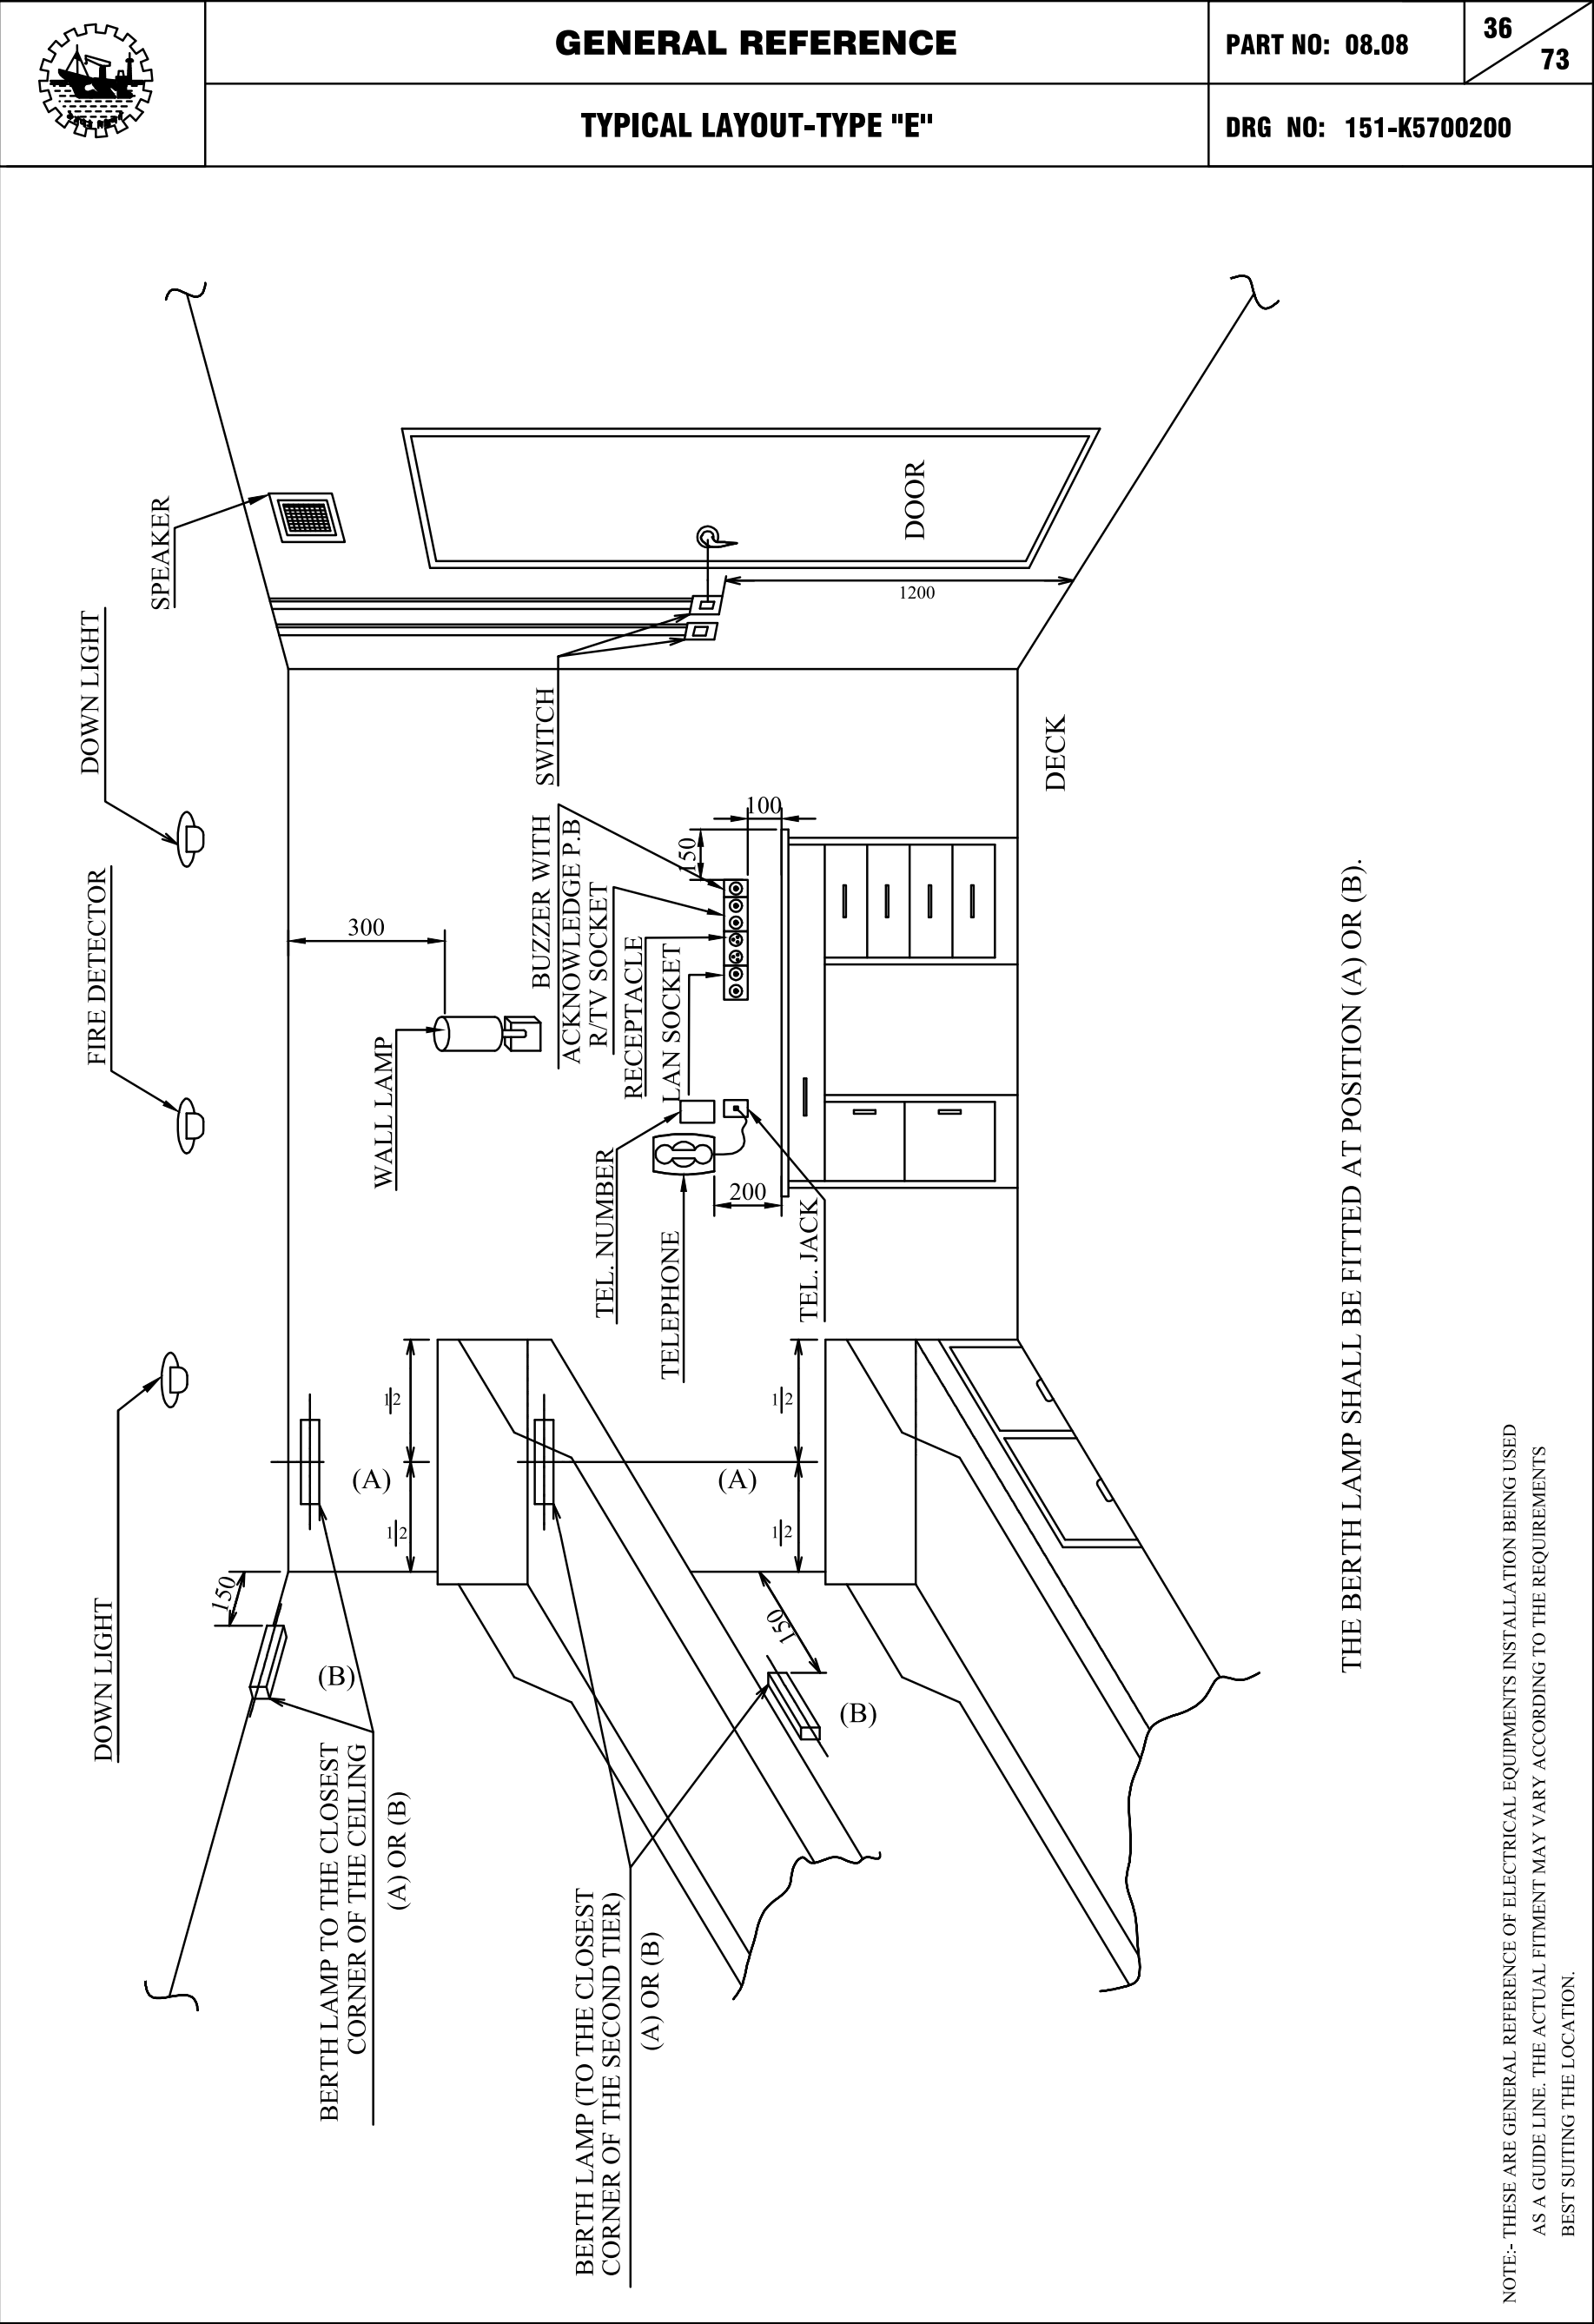 GENERAL REFERENCE
PART NO: 08.08
36
73
TYPICAL LAYOUT-TYPE "E"
DRG NO: 151-K5700200
DOWN LIGHT
FIRE DETECTOR
DOWN LIGHT
SPEAKER
150
300
BERTH LAMP TO THE CLOSEST
CORNER OF THE CEILING
(A) OR (B)
(B)
(A)
1/2
1/2
WALL LAMP
SWITCH
BUZZER WITH
ACKNOWLEDGE P.B
R/TV SOCKET
RECEPTACLE
LAN SOCKET
TEL. NUMBER
TELEPHONE
TEL. JACK
150
100
200
1200
DOOR
BERTH LAMP (TO THE CLOSEST
CORNER OF THE SECOND TIER)
(A) OR (B)
(A)
1/2
1/2
150
(B)
DECK
THE BERTH LAMP SHALL BE FITTED AT POSITION (A) OR (B).
NOTE:- THESE ARE GENERAL REFERENCE OF ELECTRICAL EQUIPMENTS INSTALLATION BEING USED
AS A GUIDE LINE. THE ACTUAL FITMENT MAY VARY ACCORDING TO THE REQUIREMENTS
BEST SUITING THE LOCATION.